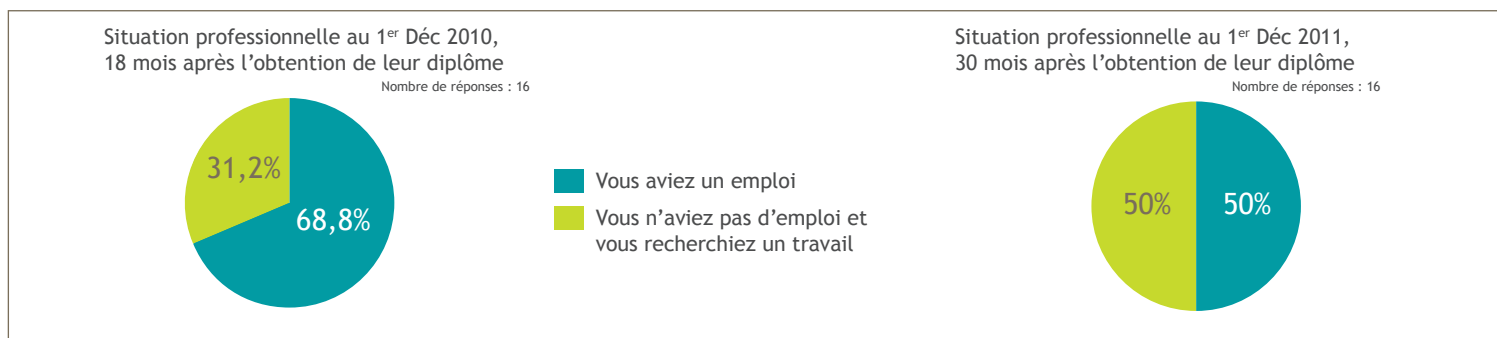 Situation professionnelle au 1er Déc 2010,
18 mois après l’obtention de leur diplôme
Nombre de réponses : 16
31,2%
68,8%
Vous aviez un emploi
Vous n’aviez pas d’emploi et
vous recherchiez un travail
Situation professionnelle au 1er Déc 2011,
30 mois après l’obtention de leur diplôme
Nombre de réponses : 16
50%
50%